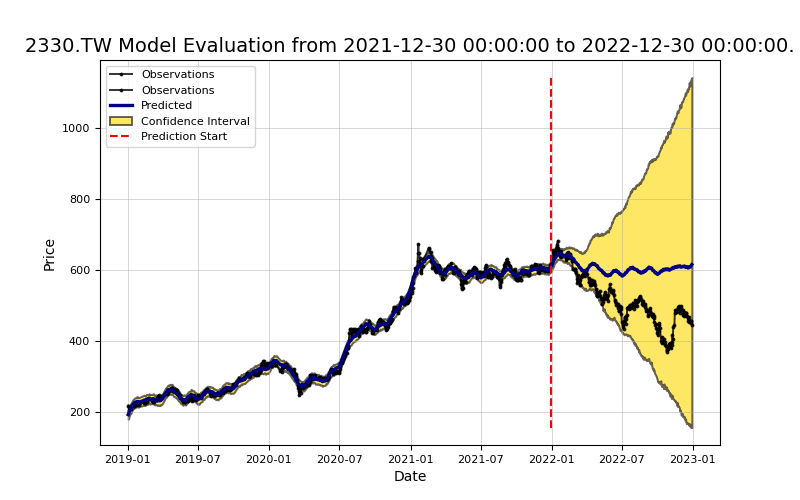 2330.TW Model Evaluation from 2021-12-30 00:00:00 to 2022-12-30 00:00:00.
Observations
Observations
Predicted
Confidence Interval
Prediction Start
1000
800
600
400
200
Price
2019-01 2019-07 2020-01 2020-07 2021-01 2021-07 2022-01 2022-07 2023-01
Date